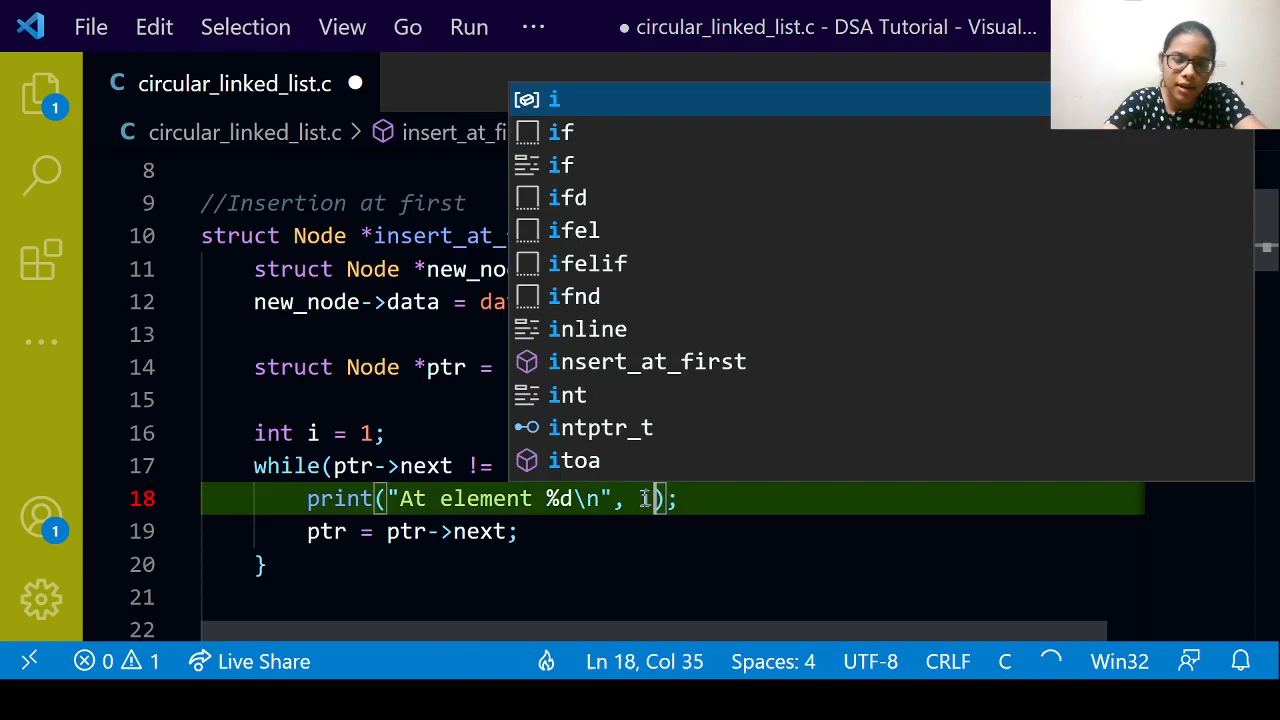 File Edit Selection View Go Run ··· ● circular_linked_list.c - DSA Tutorial - Visual...
C circular_linked_list.c ●
C circular_linked_list.c > insert_at_fi
8
9 //Insertion at first
10 struct Node *insert_at_
11 struct Node *new_no
12 new_node->data = da
13
14 struct Node *ptr =
15
16 int i = 1;
17 while(ptr->next !=
18 print("At element %d\n", i);
19 ptr = ptr->next;
20 }
21
22
i
if
if
ifd
ifel
ifelif
ifnd
inline
insert_at_first
int
intptr_t
itoa
1
1
0 1 Live Share Ln 18, Col 35 Spaces: 4 UTF-8 CRLF C Win32